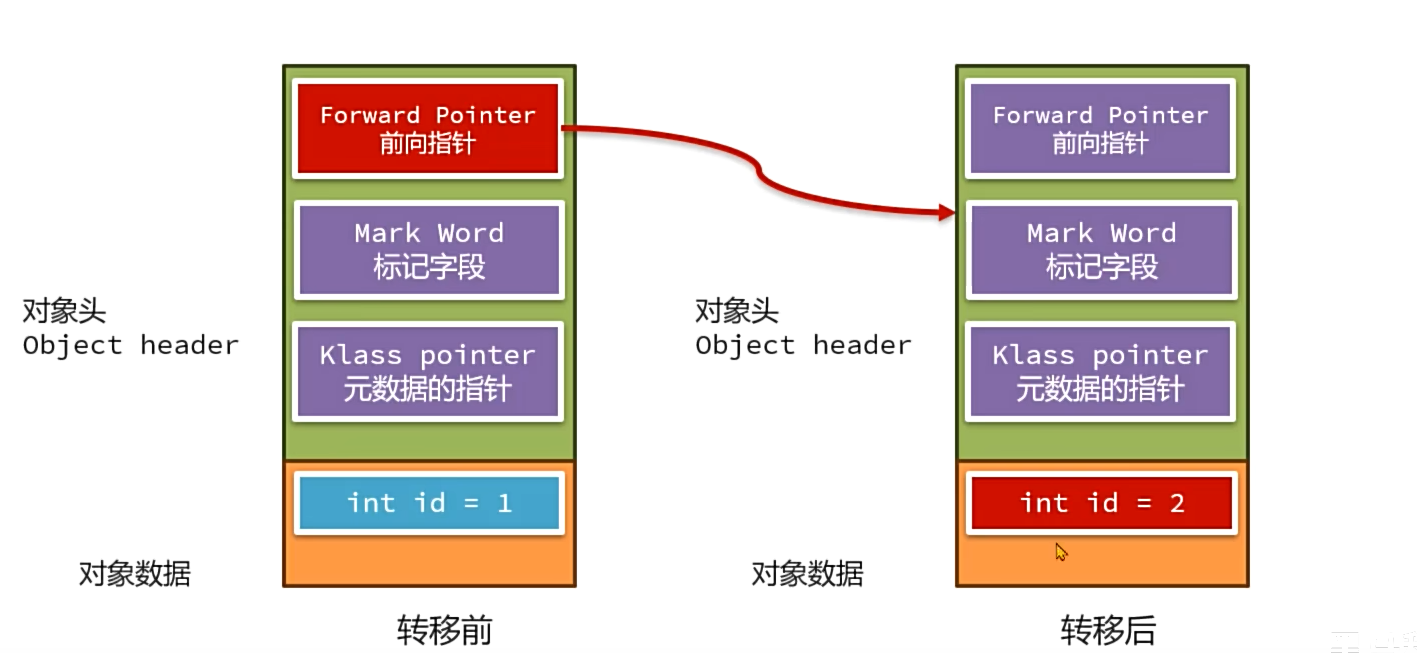 Forward Pointer
前向指针
Mark Word
标记字段
Klass pointer
元数据的指针
对象头
Object header
int id = 1
对象数据
转移前
Forward Pointer
前向指针
Mark Word
标记字段
Klass pointer
元数据的指针
对象头
Object header
int id = 2
对象数据
转移后